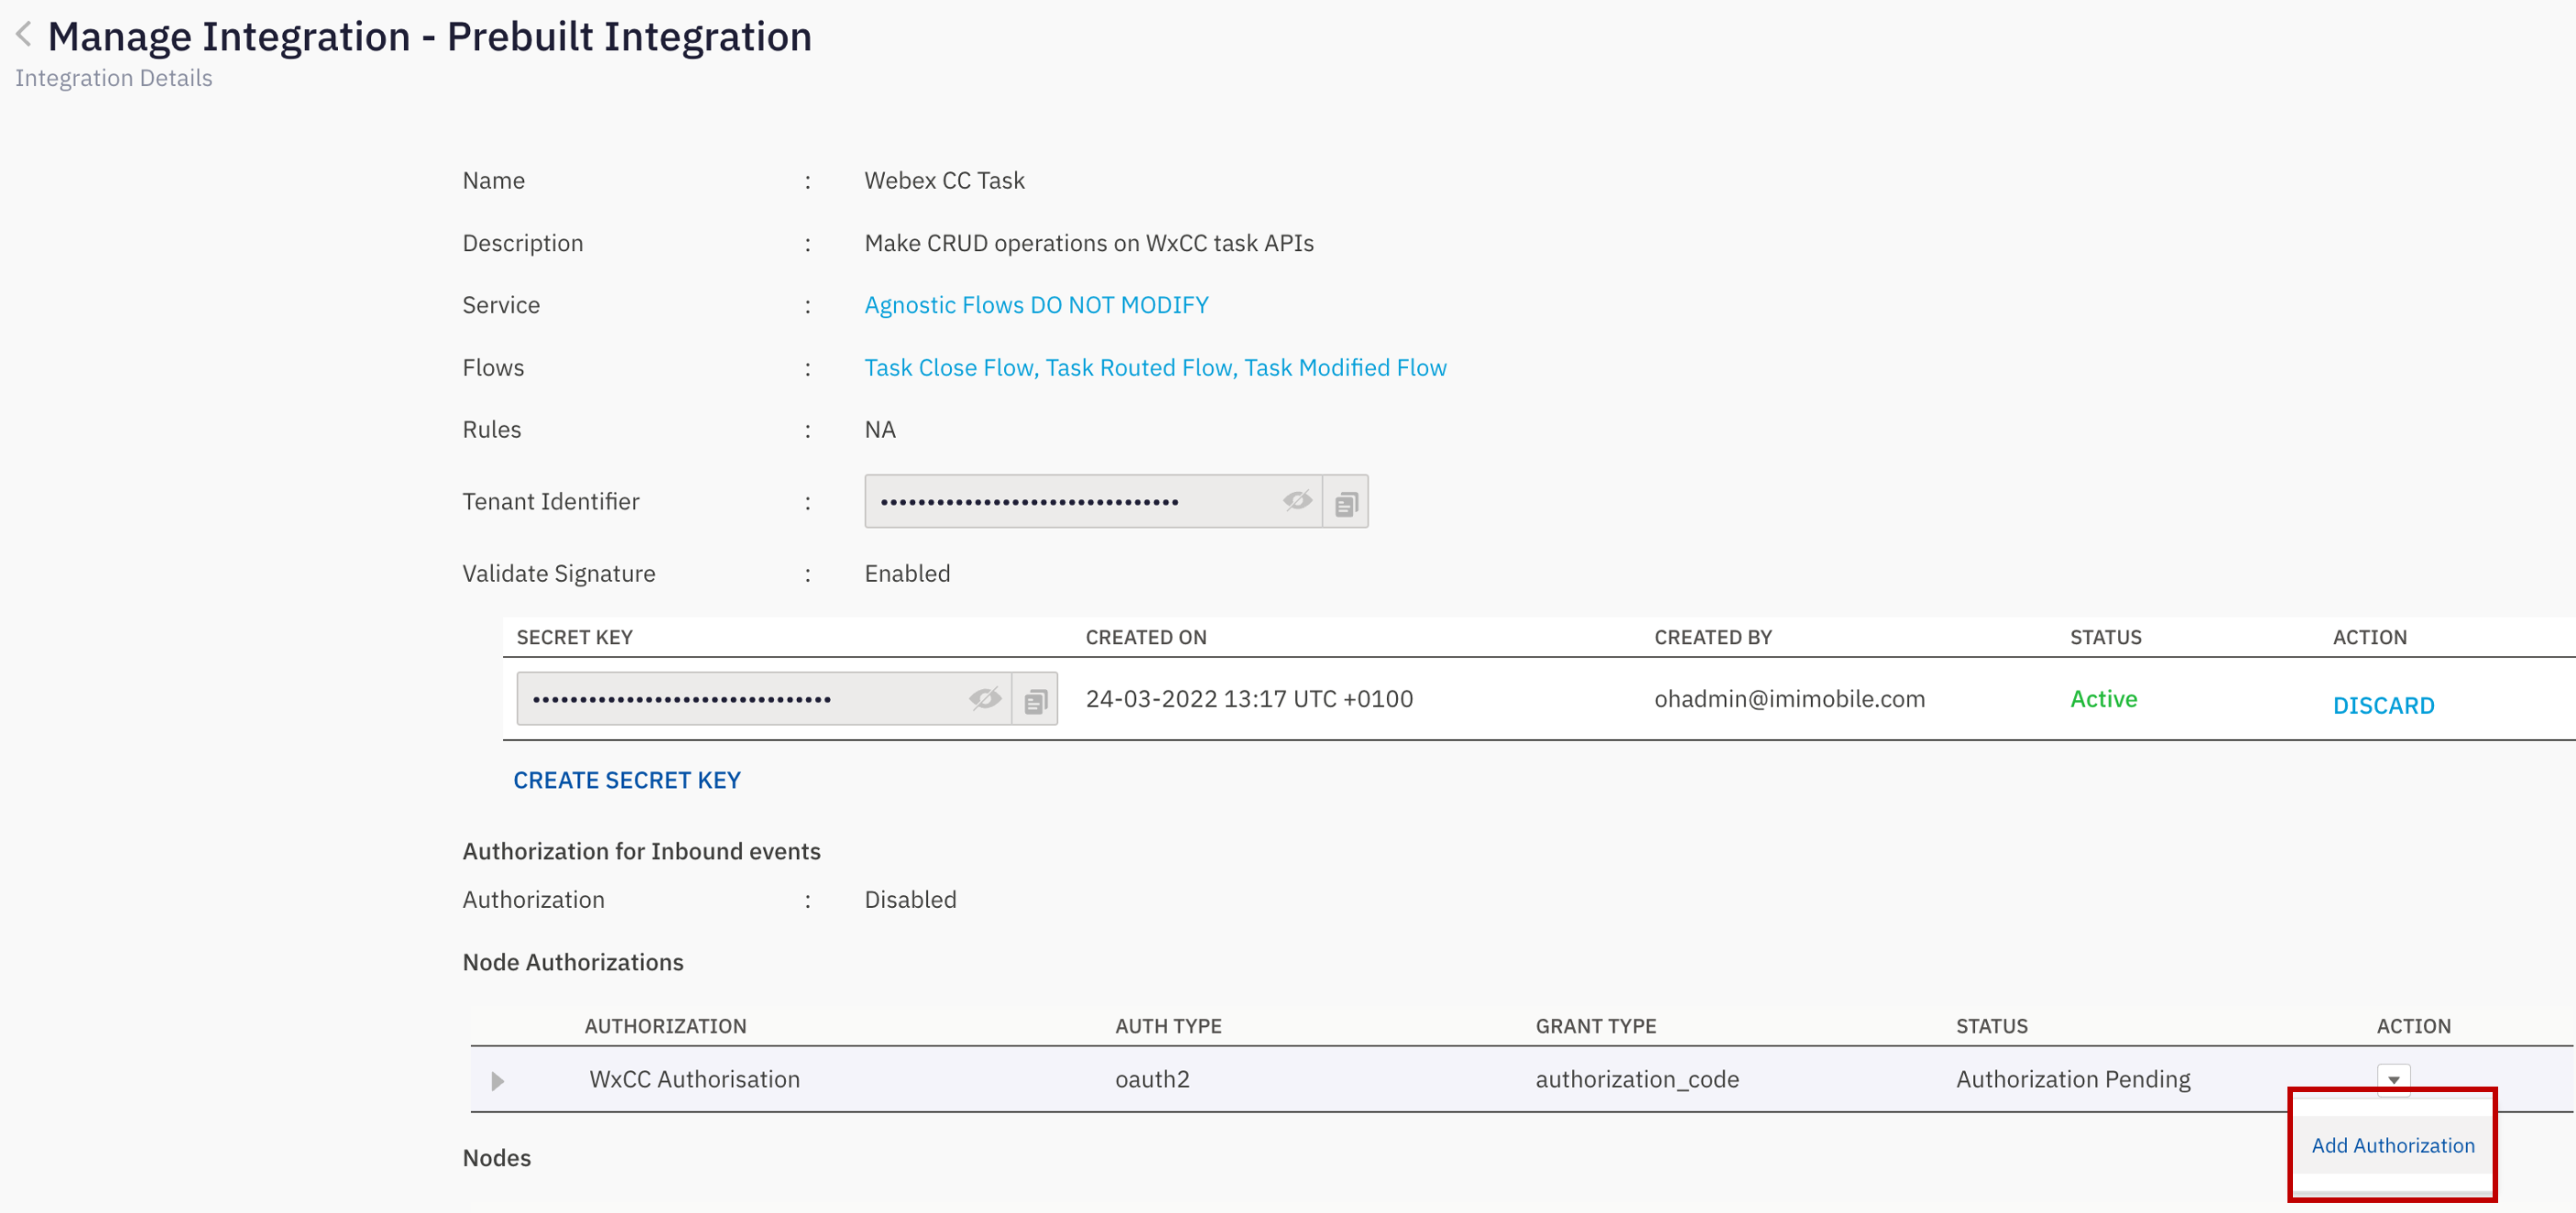 Manage Integration - Prebuilt Integration
Integration Details
Name : Webex CC Task
Description : Make CRUD operations on WxCC task APIs
Service : Agnostic Flows DO NOT MODIFY
Flows : Task Close Flow, Task Routed Flow, Task Modified Flow
Rules : NA
Tenant Identifier : ••••••••••••••••••••••••••••••••
Validate Signature : Enabled
SECRET KEY CREATED ON CREATED BY STATUS ACTION
•••••••••••••••••••••••••••••••• 24-03-2022 13:17 UTC +0100 ohadmin@imimobile.com Active DISCARD
CREATE SECRET KEY
Authorization for Inbound events
Authorization : Disabled
Node Authorizations
AUTHORIZATION AUTH TYPE GRANT TYPE STATUS ACTION
WxCC Authorisation oauth2 authorization_code Authorization Pending
Add Authorization
Nodes